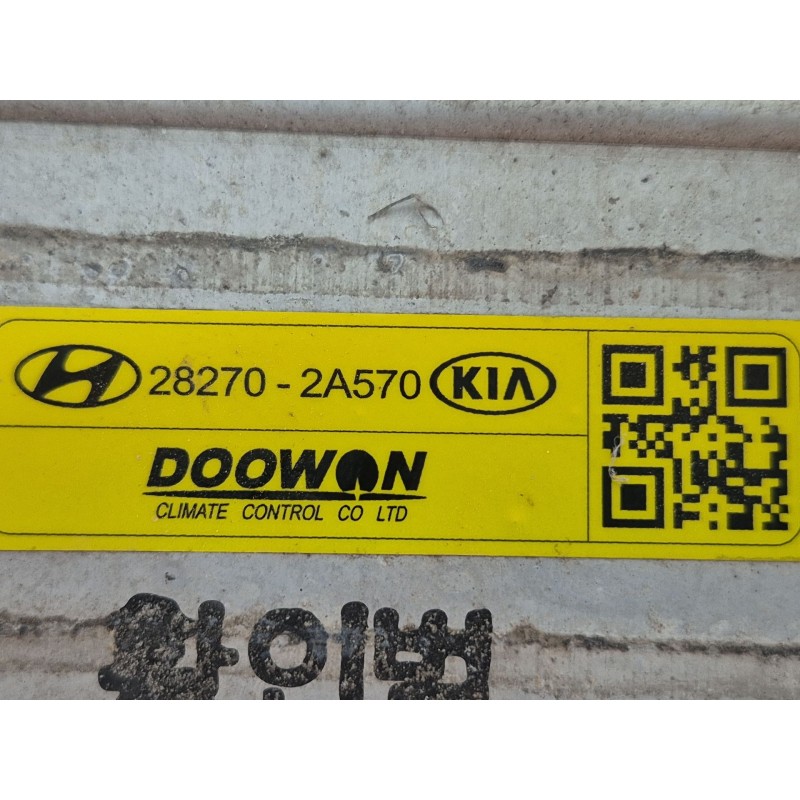 28270-2A570 KIA
DOOWON
CLIMATE CONTROL CO LTD